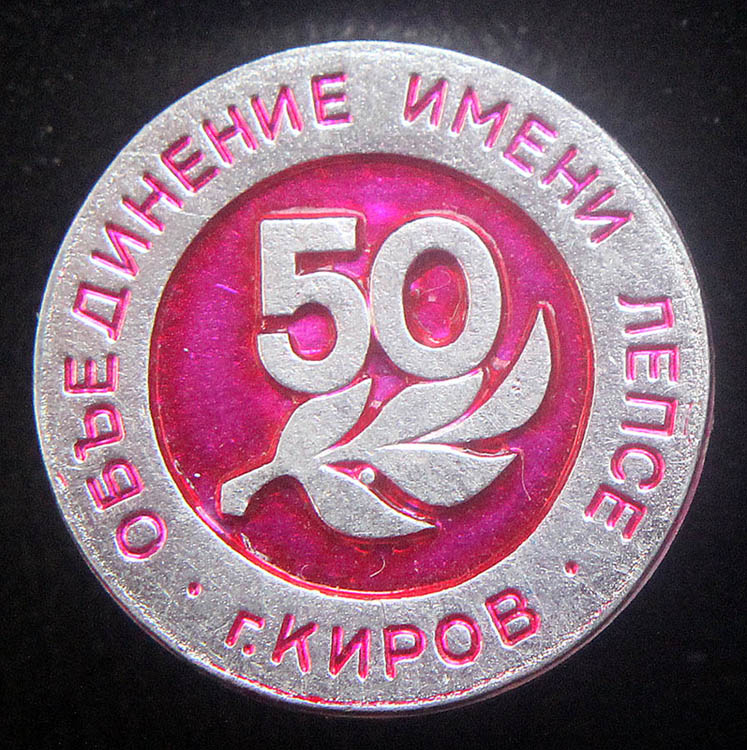 ОБЪЕДИНЕНИЕ ИМЕНИ ЛЕПСЕ
50
· г. КИРОВ ·